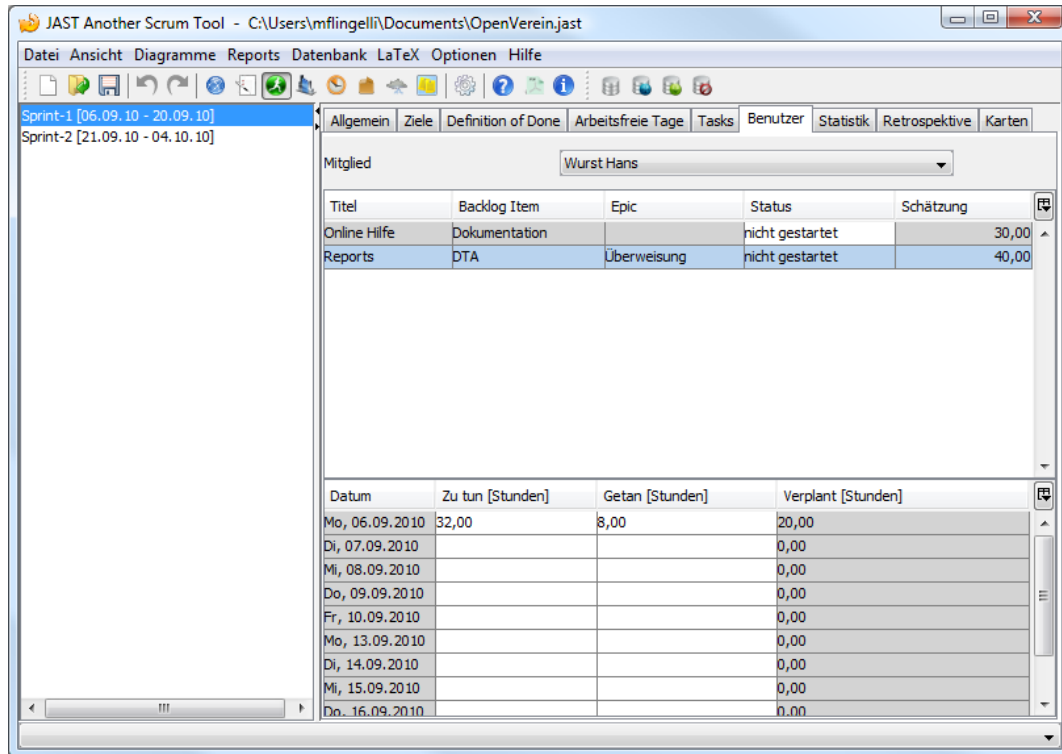 JAST Another Scrum Tool - C:\Users\mflingelli\Documents\OpenVerein.jast
Datei Ansicht Diagramme Reports Datenbank LaTeX Optionen Hilfe
Sprint-1 [06.09.10 - 20.09.10]
Sprint-2 [21.09.10 - 04.10.10]
Allgemein Ziele Definition of Done Arbeitsfreie Tage Tasks Benutzer Statistik Retrospektive Karten
Mitglied Wurst Hans
Titel Backlog Item Epic Status Schätzung
Online Hilfe Dokumentation nicht gestartet 30,00
Reports DTA Überweisung nicht gestartet 40,00
Datum Zu tun [Stunden] Getan [Stunden] Verplant [Stunden]
Mo, 06.09.2010 32,00 8,00 20,00
Di, 07.09.2010 0,00
Mi, 08.09.2010 0,00
Do, 09.09.2010 0,00
Fr, 10.09.2010 0,00
Mo, 13.09.2010 0,00
Di, 14.09.2010 0,00
Mi, 15.09.2010 0,00
Do, 16.09.2010 0,00